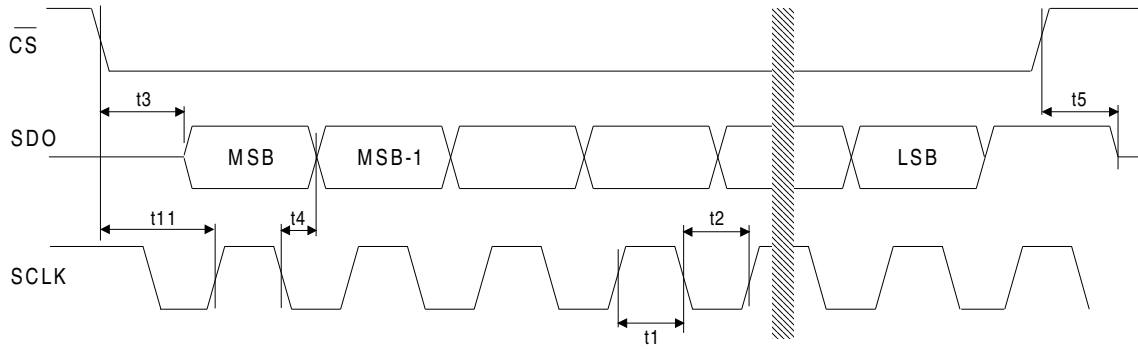 CS
t3
t5
SDO
MSB
MSB-1
LSB
t11
t4
t2
SCLK
t1